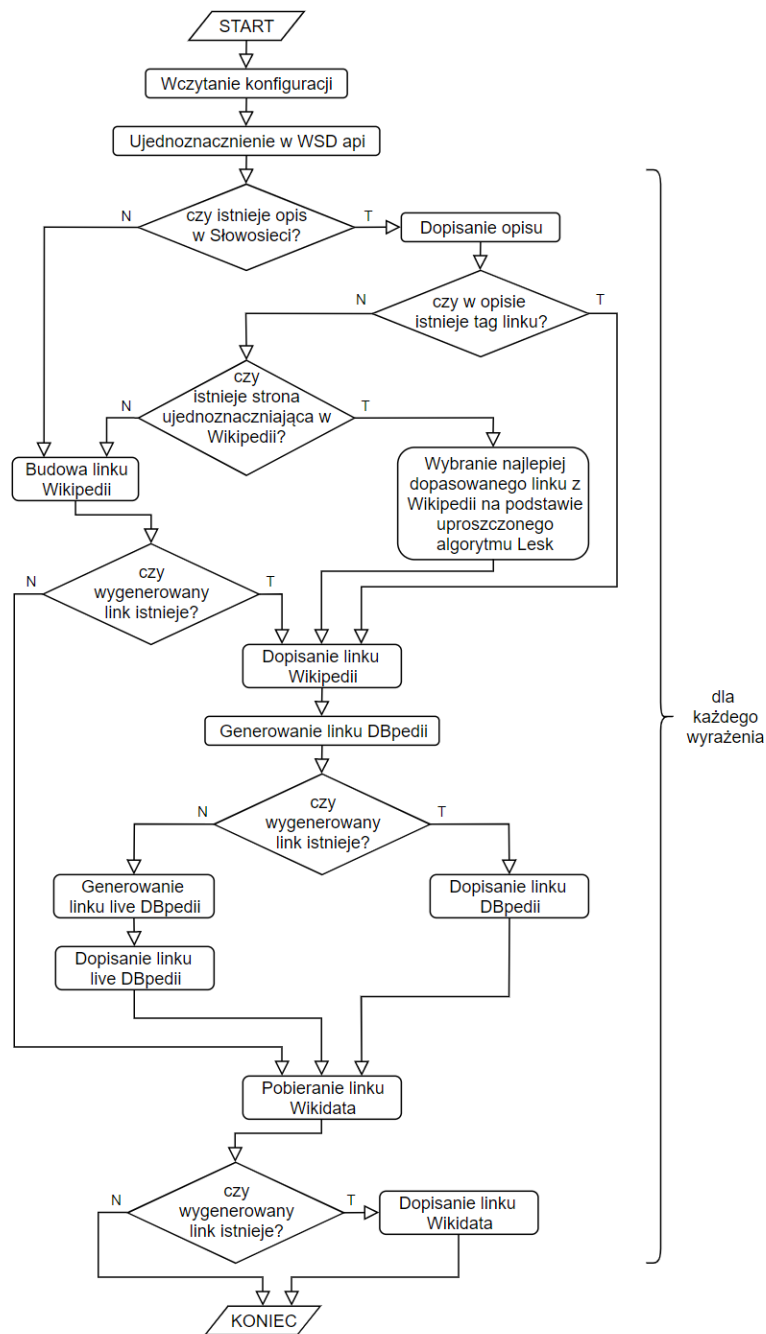 START
Wczytanie konfiguracji
Ujednoznacznienie w WSD api
N
czy istnieje opis
w Słowosieci?
T
Dopisanie opisu
N
czy w opisie
istnieje tag linku?
T
N
czy
istnieje strona
ujednoznaczniająca w
Wikipedii?
T
Budowa linku
Wikipedii
Wybranie najlepiej
dopasowanego linku z
Wikipedii na podstawie
uproszczonego
algorytmu Lesk
N
czy
wygenerowany
link istnieje?
T
Dopisanie linku
Wikipedii
dla
każdego
wyrażenia
Generowanie linku DBpedii
N
czy
wygenerowany
link istnieje?
T
Generowanie
linku live DBpedii
Dopisanie linku
DBpedii
Dopisanie linku
live DBpedii
Pobieranie linku
Wikidata
N
czy
wygenerowany
link istnieje?
T
Dopisanie linku
Wikidata
KONIEC